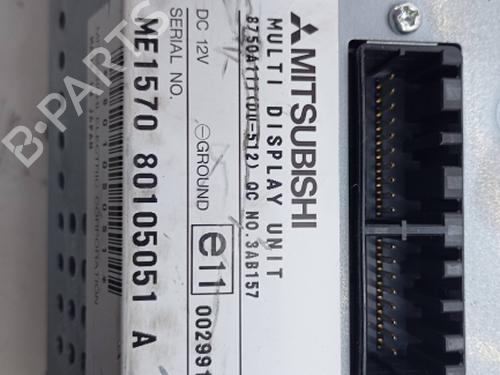 MITSUBISHI
MULTI DISPLAY UNIT
8750A111(DU-512) QC NO.3AB157
DC 12V ⊖GROUND e11 002991
SERIAL NO.
ME1570 80105051 A
B-PARTS